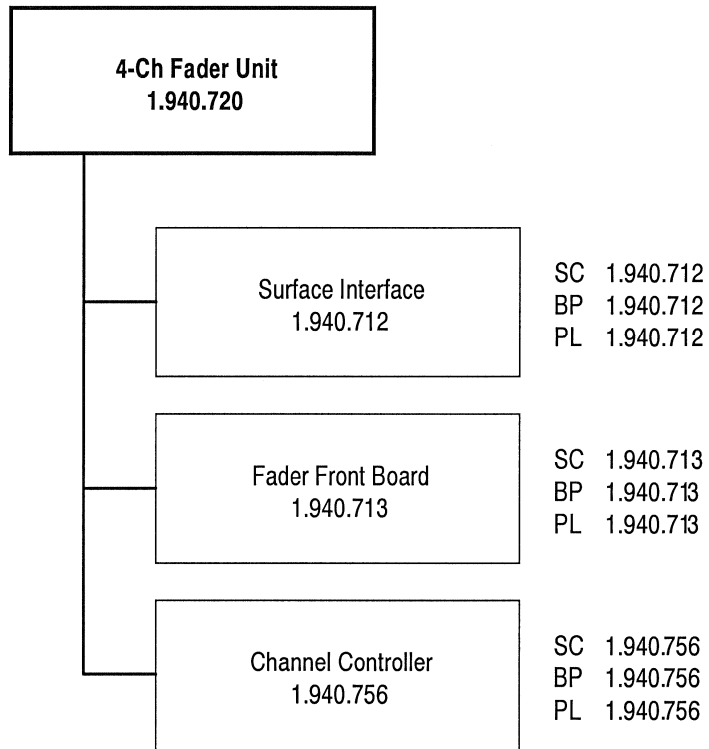 4-Ch Fader Unit
1.940.720
Surface Interface
1.940.712
SC 1.940.712
BP 1.940.712
PL 1.940.712
Fader Front Board
1.940.713
SC 1.940.713
BP 1.940.713
PL 1.940.713
Channel Controller
1.940.756
SC 1.940.756
BP 1.940.756
PL 1.940.756